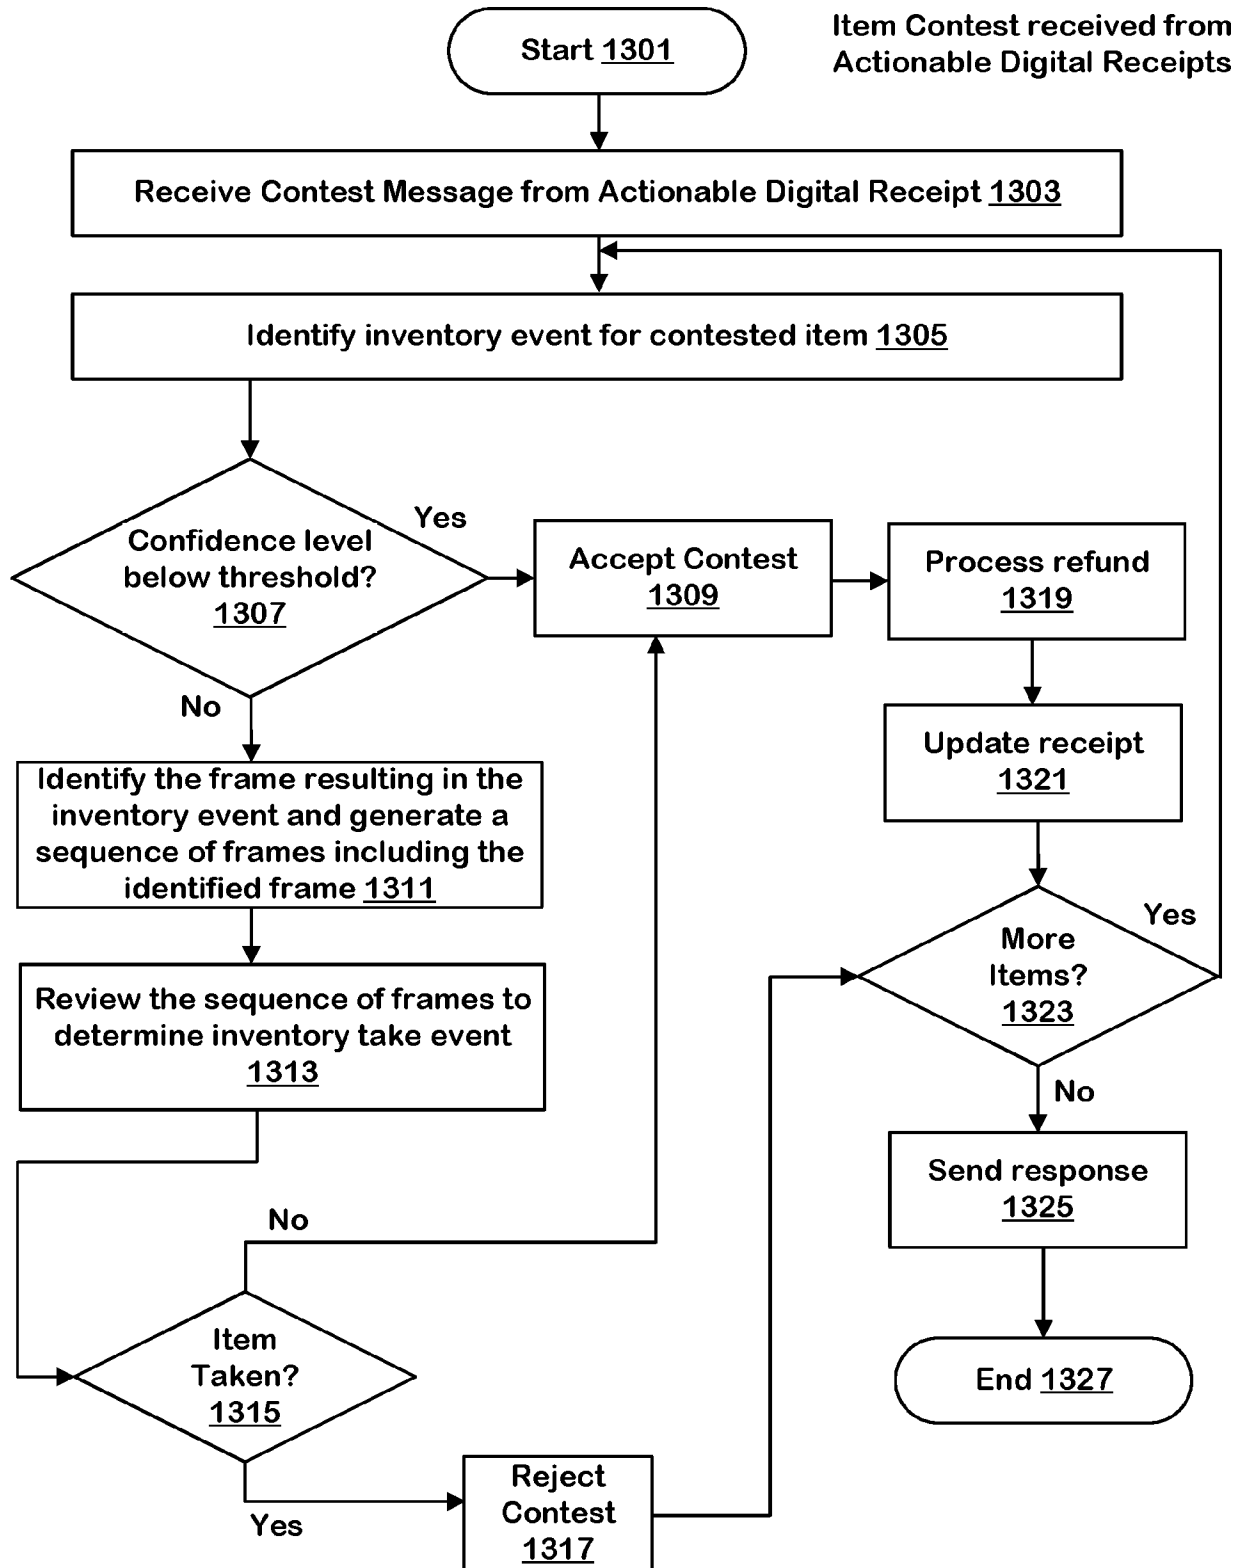 Start 1301
Item Contest received from
Actionable Digital Receipts
Receive Contest Message from Actionable Digital Receipt 1303
Identify inventory event for contested item 1305
Confidence level
below threshold?
1307
Yes
Accept Contest
1309
Process refund
1319
No
Update receipt
1321
Identify the frame resulting in the
inventory event and generate a
sequence of frames including the
identified frame 1311
More
Items?
1323
Yes
Review the sequence of frames to
determine inventory take event
1313
No
Send response
1325
No
Item
Taken?
1315
End 1327
Yes
Reject
Contest
1317